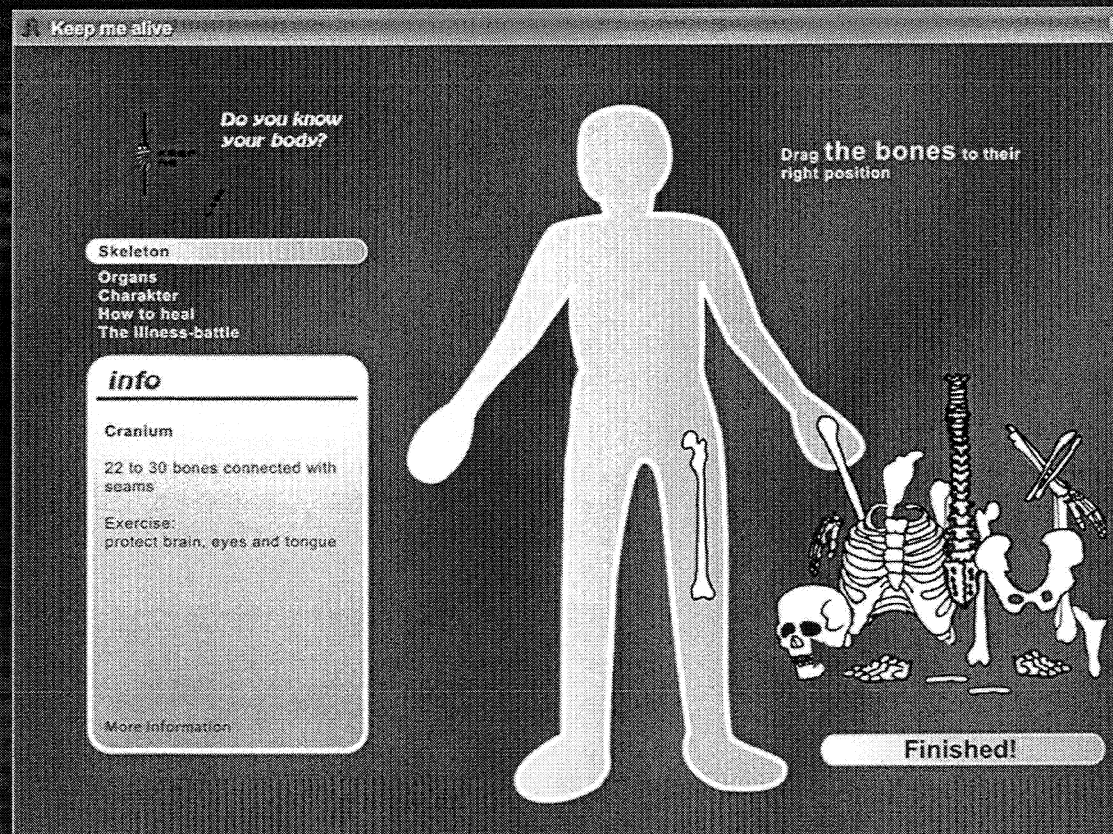 Keep me alive
Do you know
your body?
Drag the bones to their
right position
Skeleton
Organs
Charakter
How to heal
The illness-battle
info
Cranium
22 to 30 bones connected with
seams
Exercise:
protect brain, eyes and tongue
More information
Finished!